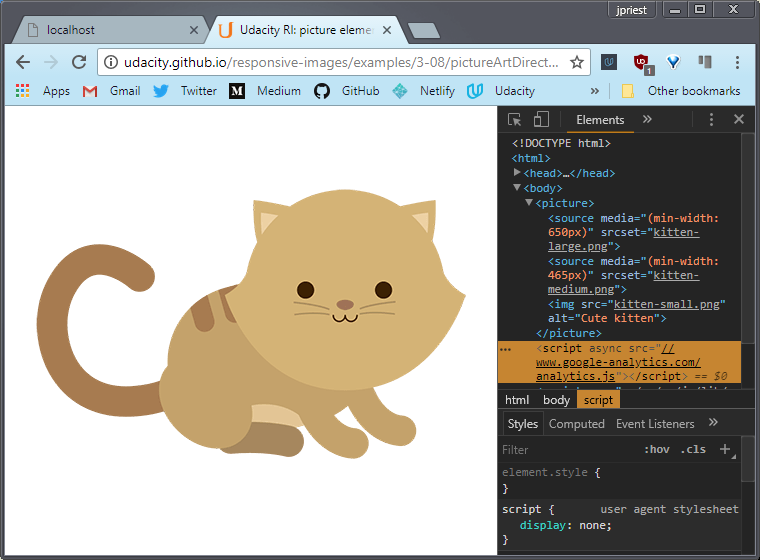 jpriest
localhost
Udacity RI: picture eleme
udacity.github.io/responsive-images/examples/3-08/pictureArtDirect...
1
Apps Gmail Twitter Medium GitHub Netlify Udacity » Other bookmarks
Elements »
<!DOCTYPE html>
<html>
<head>…</head>
<body>
<picture>
<source media="(min-width:
650px)" srcset="kitten-
large.png">
<source media="(min-width:
465px)" srcset="kitten-
medium.png">
<img src="kitten-small.png"
alt="Cute kitten">
</picture>
<script async src="//
www.google-analytics.com/
analytics.js"></script> == $0
html body script
Styles Computed Event Listeners »
Filter :hov .cls +
element.style {
}
script { user agent stylesheet
display: none;
}